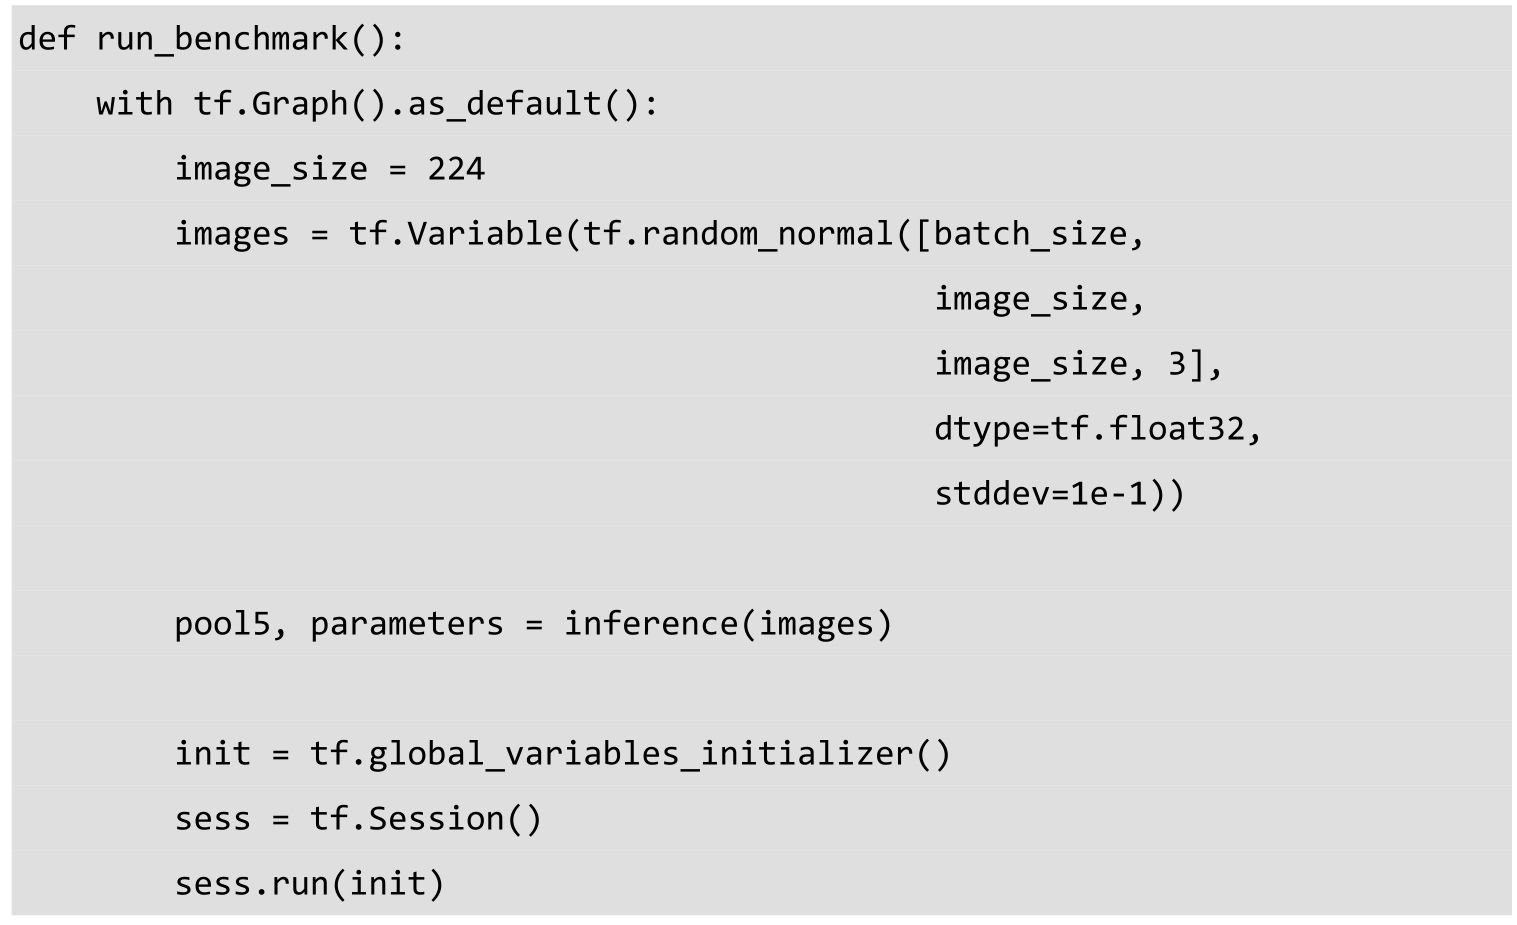 def run_benchmark():
    with tf.Graph().as_default():
        image_size = 224
        images = tf.Variable(tf.random_normal([batch_size,
                                               image_size,
                                               image_size, 3],
                                               dtype=tf.float32,
                                               stddev=1e-1))

        pool5, parameters = inference(images)

        init = tf.global_variables_initializer()
        sess = tf.Session()
        sess.run(init)